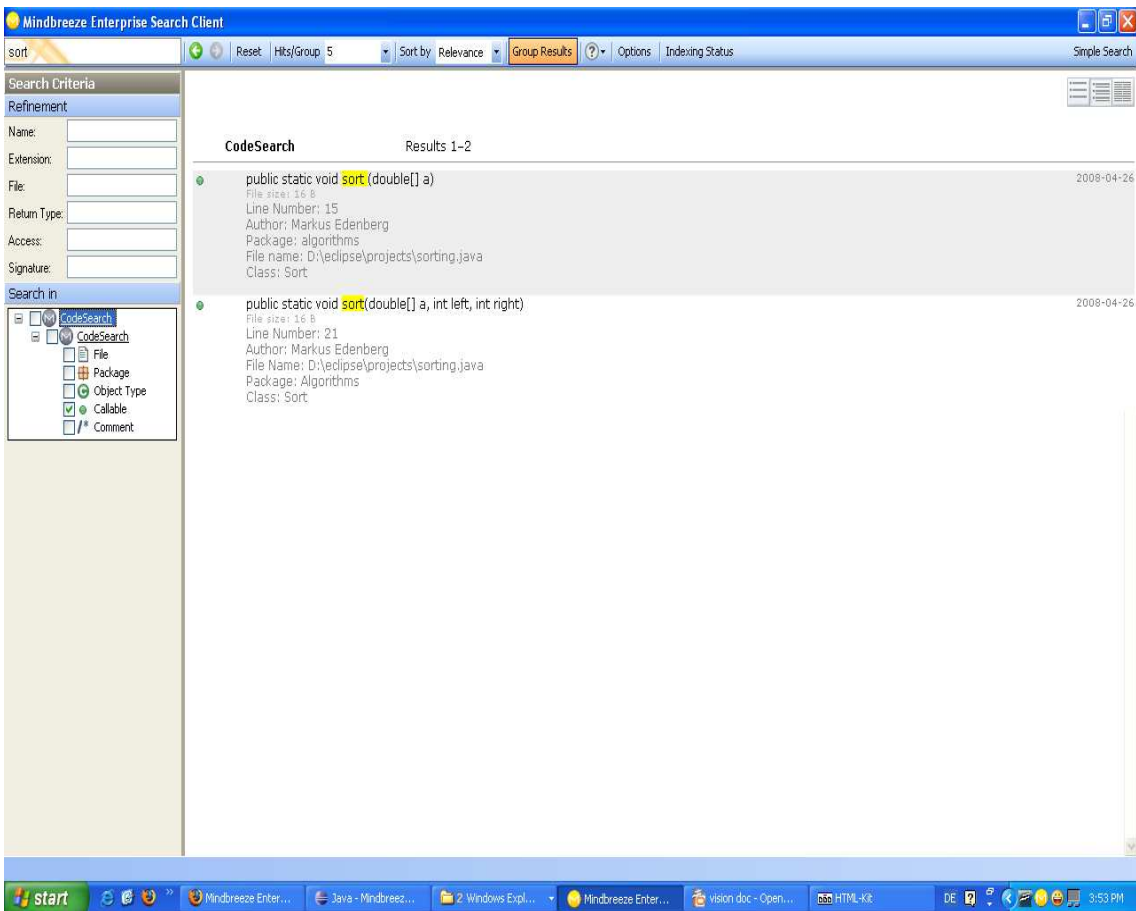 Mindbreeze Enterprise Search Client
sort
Reset Hits/Group 5 Sort by Relevance Group Results ? Options Indexing Status Simple Search
Search Criteria
Refinement
Name:
Extension:
File:
Return Type:
Access:
Signature:
Search in
CodeSearch
CodeSearch
File
Package
Object Type
Callable
/* Comment
CodeSearch Results 1-2
public static void sort (double[] a) 2008-04-26
File size: 16 B
Line Number: 15
Author: Markus Edenberg
Package: algorithms
File name: D:\eclipse\projects\sorting.java
Class: Sort
public static void sort(double[] a, int left, int right) 2008-04-26
File size: 16 B
Line Number: 21
Author: Markus Edenberg
File Name: D:\eclipse\projects\sorting.java
Package: Algorithms
Class: Sort
start » Mindbreeze Enter... Java - Mindbreez... 2 Windows Expl... Mindbreeze Enter... vision doc - Open... HTML-Kit DE ? 3:53 PM